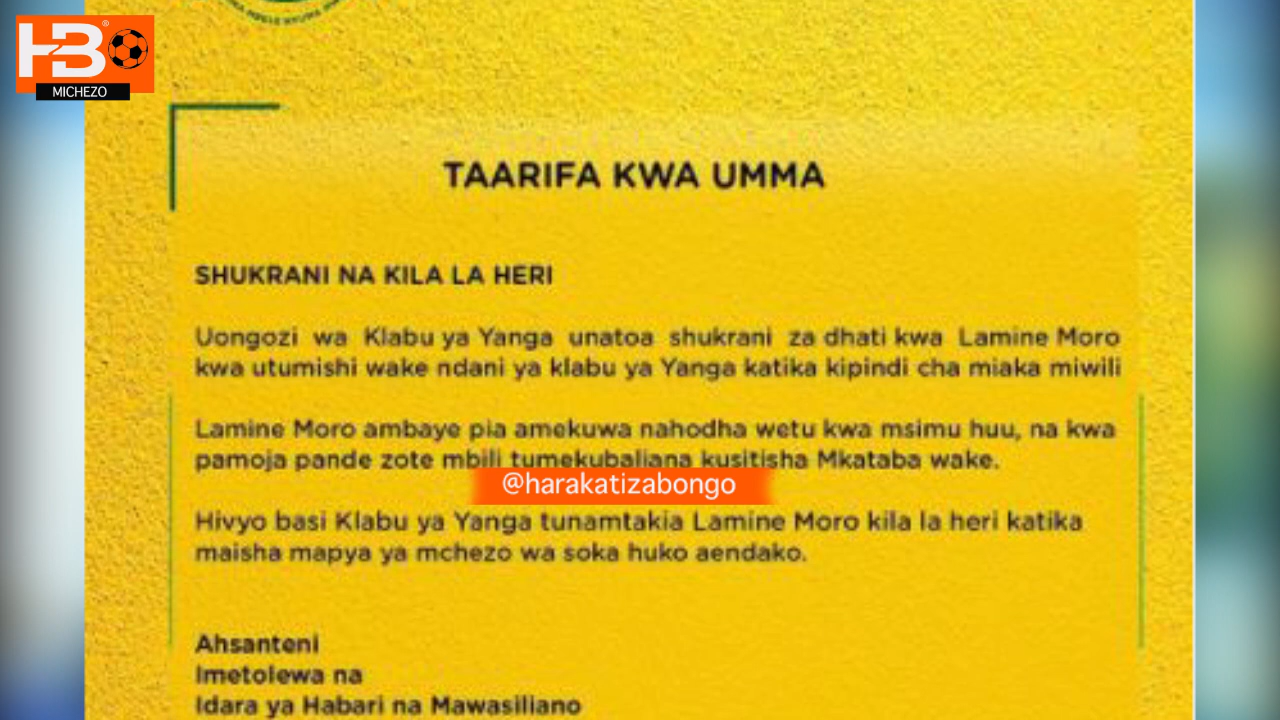 HB
MICHEZO
TAARIFA KWA UMMA
SHUKRANI NA KILA LA HERI
Uongozi wa Klabu ya Yanga unatoa shukrani za dhati kwa Lamine Moro
kwa utumishi wake ndani ya klabu ya Yanga katika kipindi cha miaka miwili
Lamine Moro ambaye pia amekuwa nahodha wetu kwa msimu huu, na kwa
pamoja pande zote mbili tumekubaliana kusitisha Mkataba wake.
@harakatizabongo
Hivyo basi Klabu ya Yanga tunamtakia Lamine Moro kila la heri katika
maisha mapya ya mchezo wa soka huko aendako.
Ahsanteni
Imetolewa na
Idara ya Habari na Mawasiliano